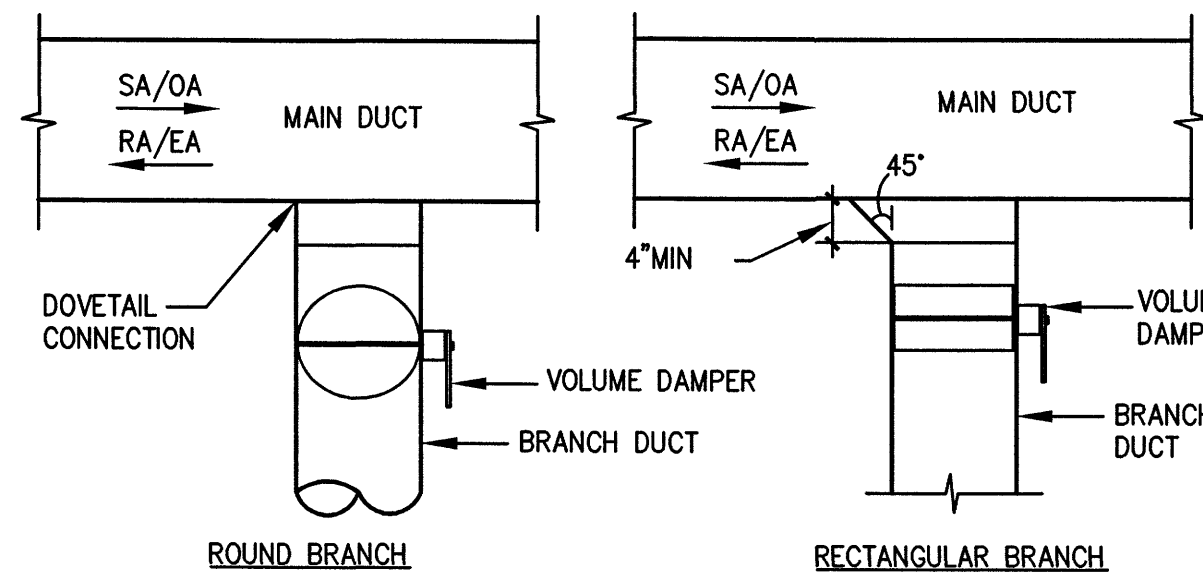 SA/OA
RA/EA
MAIN DUCT
DOVETAIL
CONNECTION
VOLUME DAMPER
BRANCH DUCT
ROUND BRANCH
SA/OA
RA/EA
MAIN DUCT
45°
4"MIN
BRANCH
DUCT
RECTANGULAR BRANCH